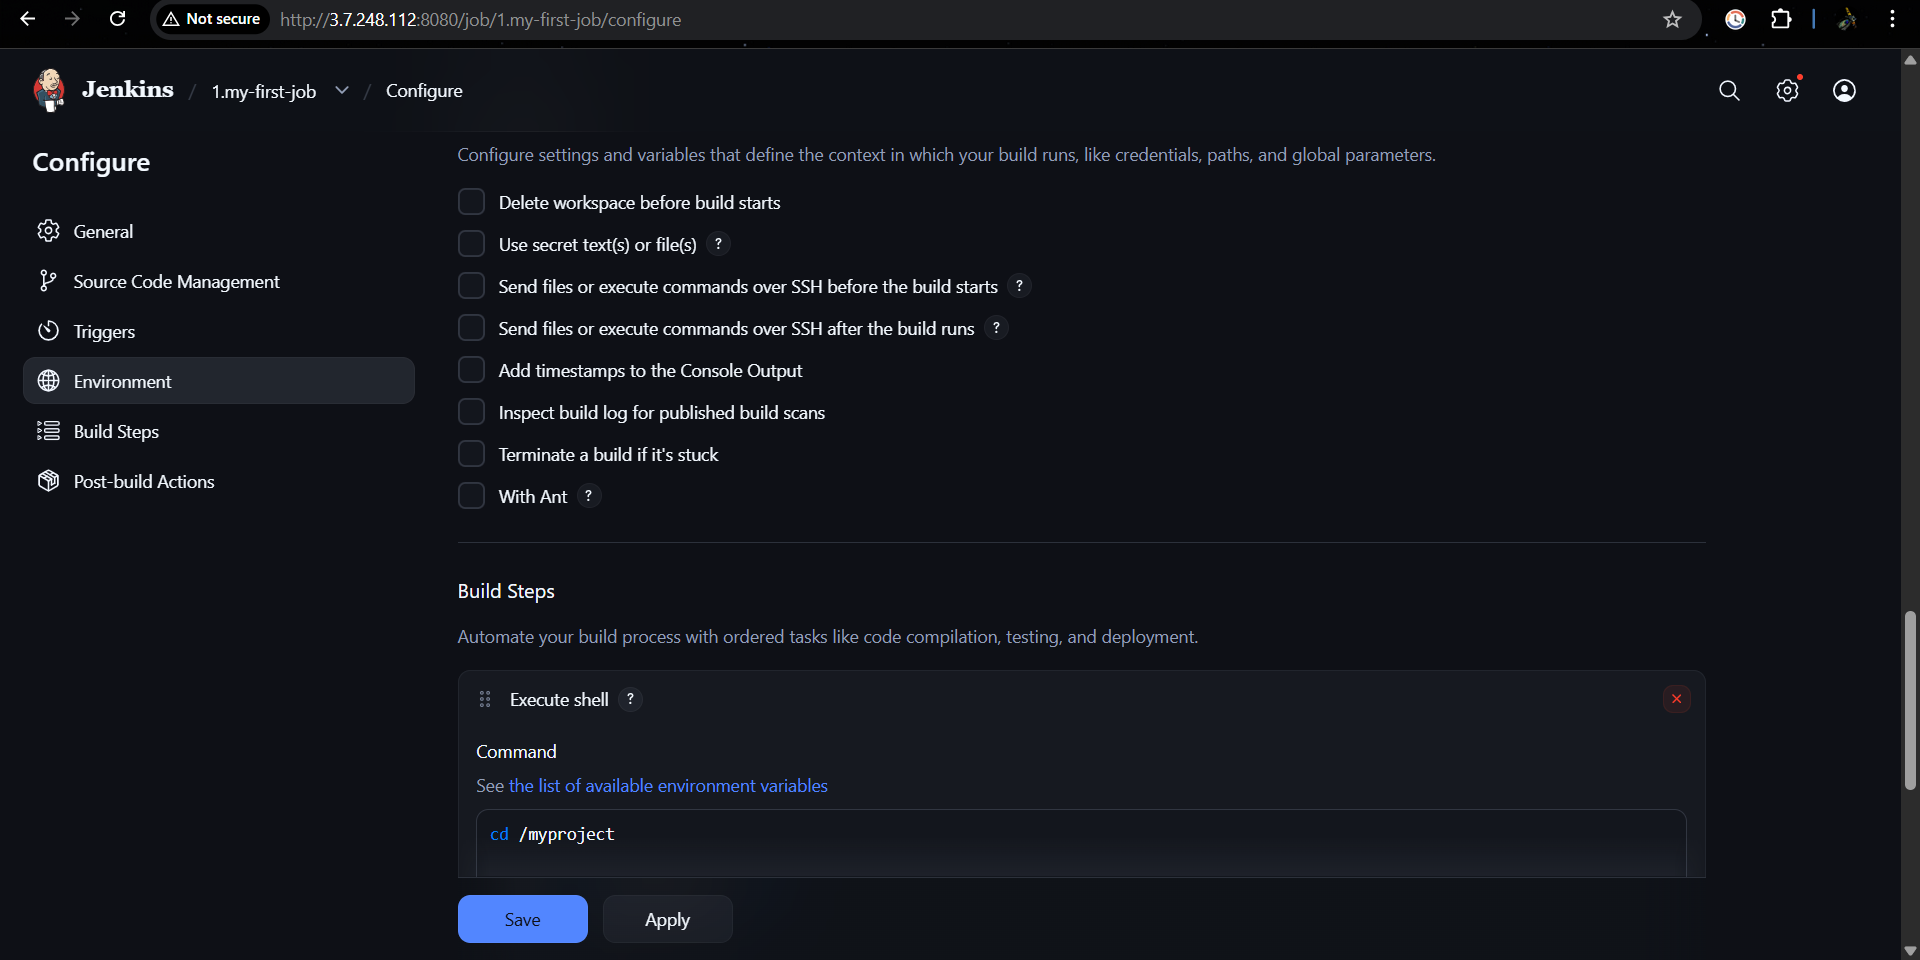 Not secure http://3.7.248.112:8080/job/1.my-first-job/configure
Jenkins / 1.my-first-job / Configure
Configure
General
Source Code Management
Triggers
Environment
Build Steps
Post-build Actions
Configure settings and variables that define the context in which your build runs, like credentials, paths, and global parameters.
Delete workspace before build starts
Use secret text(s) or file(s) ?
Send files or execute commands over SSH before the build starts ?
Send files or execute commands over SSH after the build runs ?
Add timestamps to the Console Output
Inspect build log for published build scans
Terminate a build if it's stuck
With Ant ?
Build Steps
Automate your build process with ordered tasks like code compilation, testing, and deployment.
Execute shell ?
Command
See the list of available environment variables
cd /myproject
Save Apply